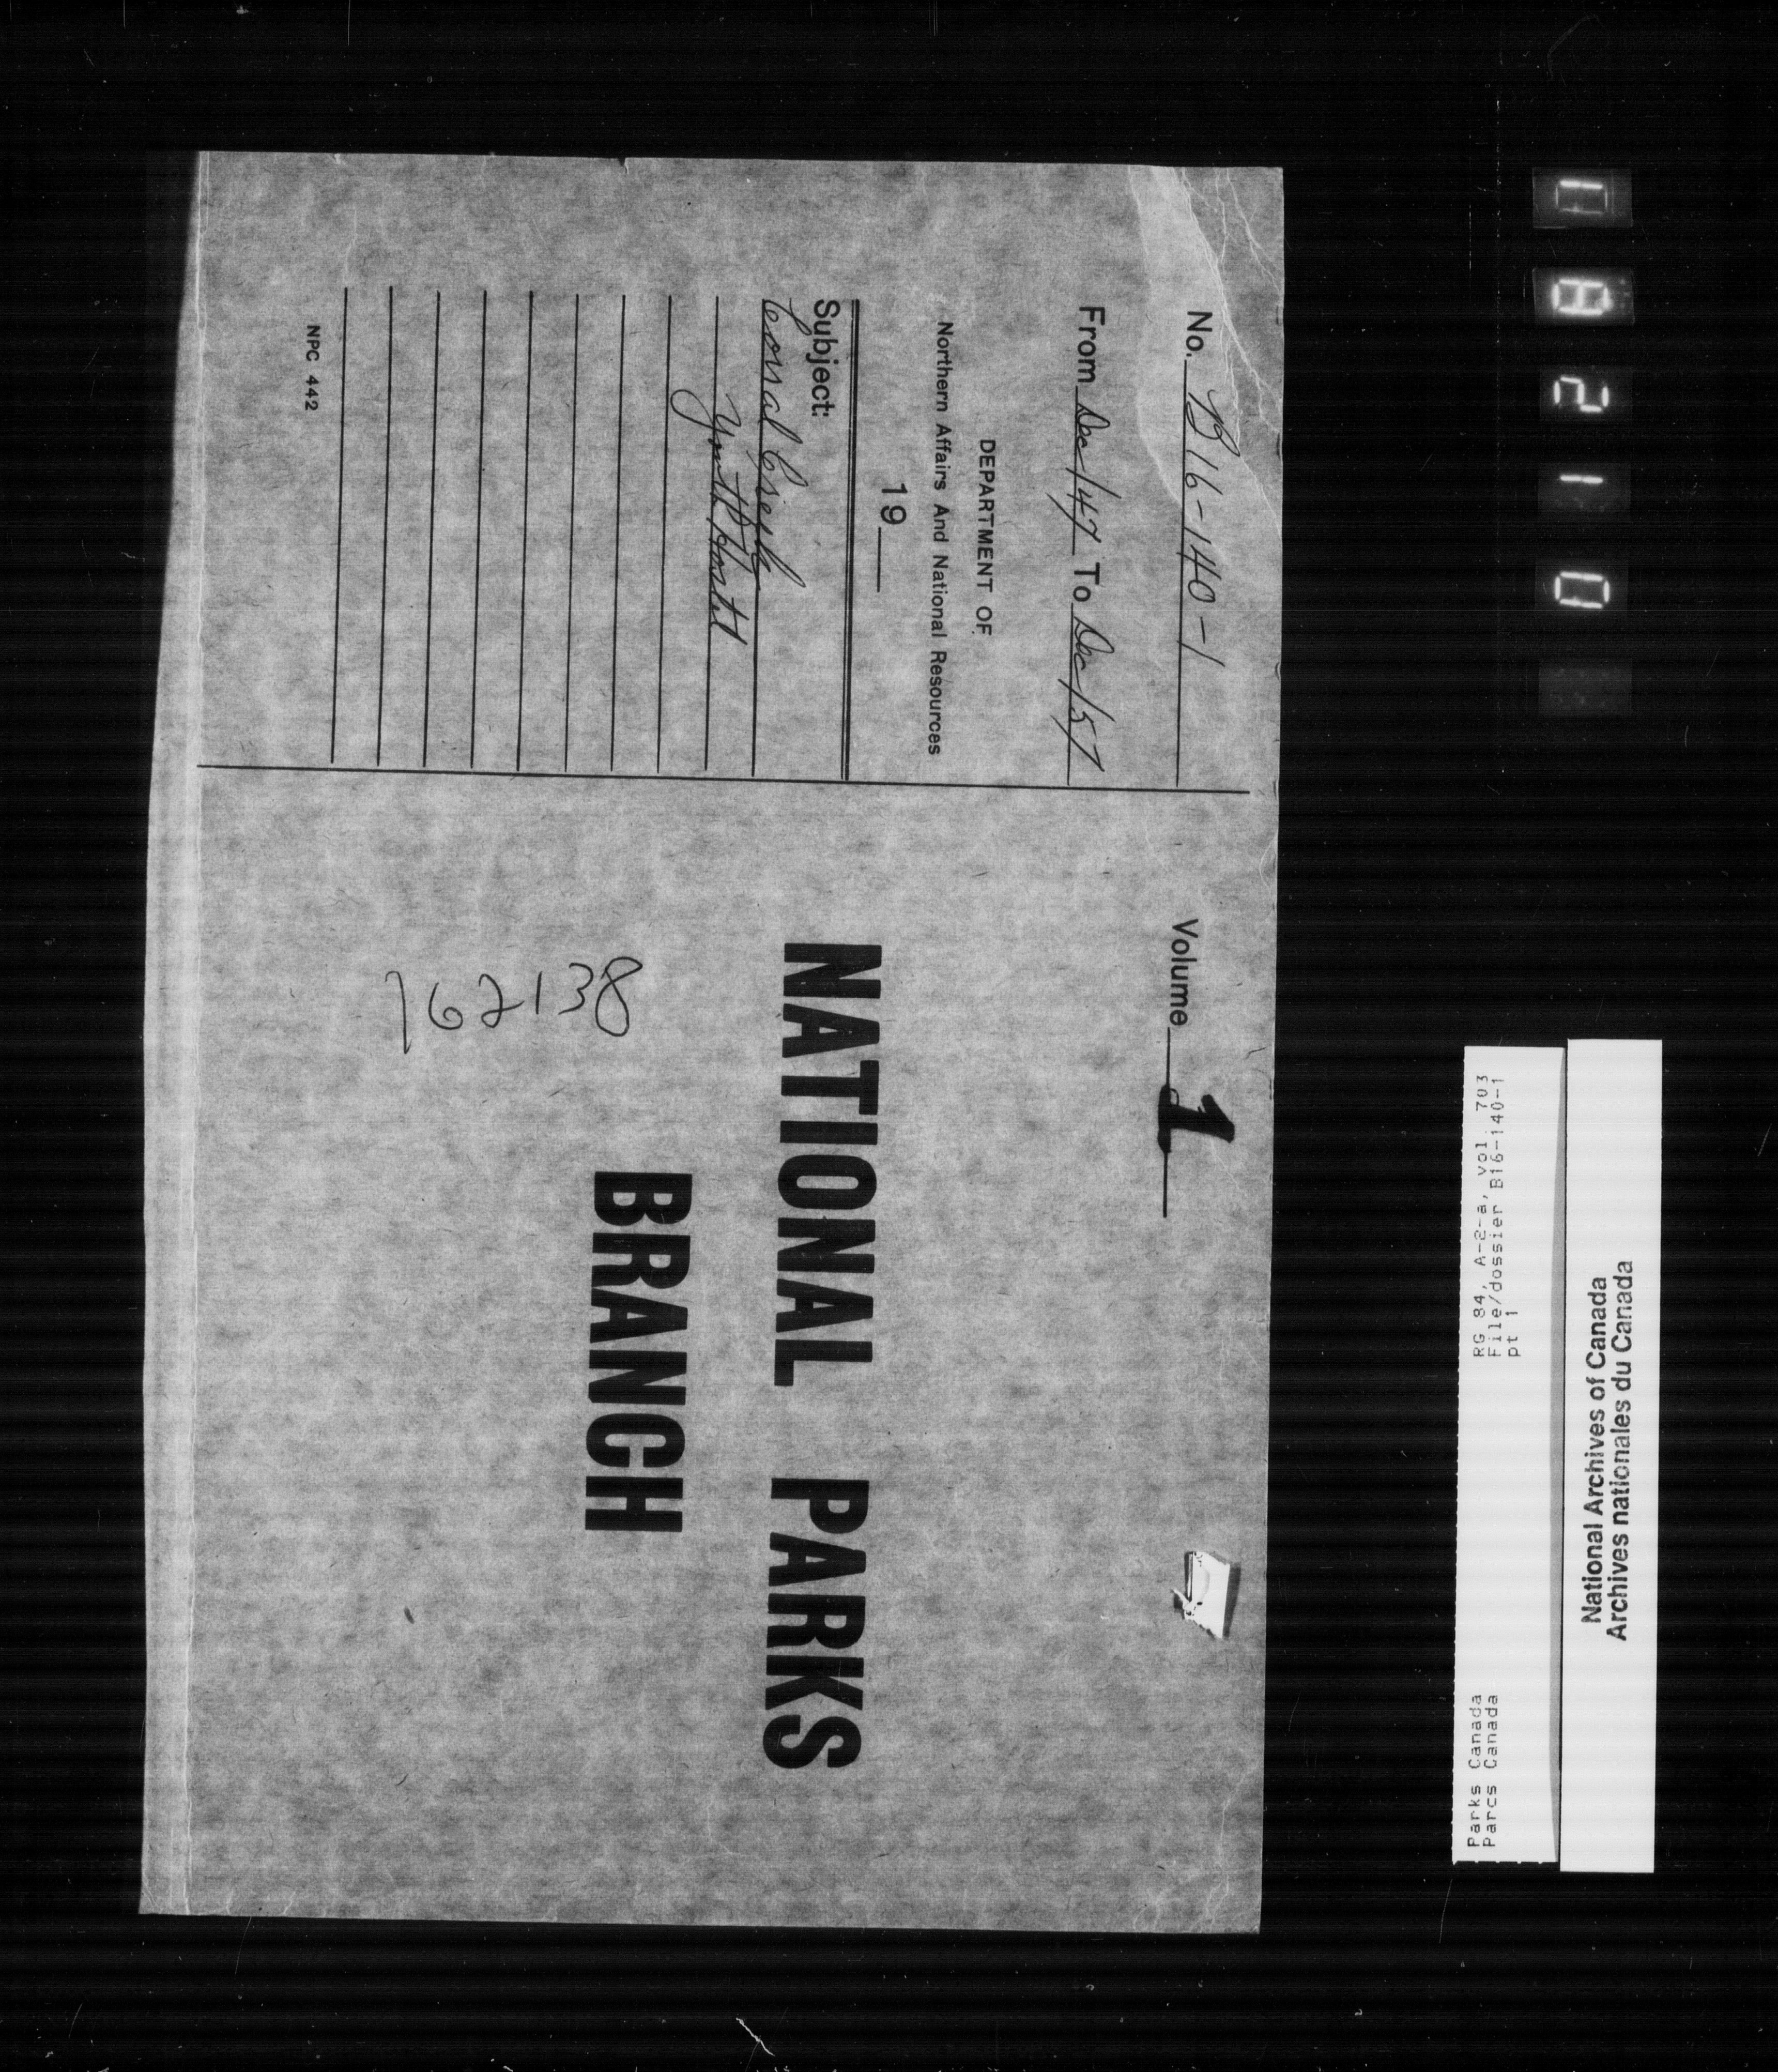 No. B16-140-1
From Dec/47 To Dec/57
DEPARTMENT OF
Northern Affairs And National Resources
19
Subject:
Youth Hostel
NPC 442
Volume 1
NATIONAL PARKS
BRANCH
762138
RG 84, A-2-a, vol. 703
File/dossier B16-140-1
pt 1
Parks Canada
Parcs Canada
National Archives of Canada
Archives nationales du Canada